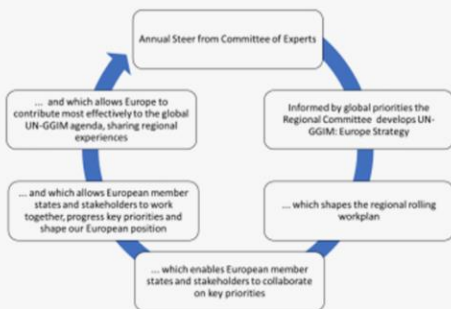 Annual Steer from Committee of Experts
Informed by global priorities the
Regional Committee develops UN-
GGIM: Europe Strategy
... which shapes the regional rolling
workplan
... which enables European member
states and stakeholders to collaborate
on key priorities
... and which allows European member
states and stakeholders to work
together, progress key priorities and
shape our European position
... and which allows Europe to
contribute most effectively to the global
UN-GGIM agenda, sharing regional
experiences